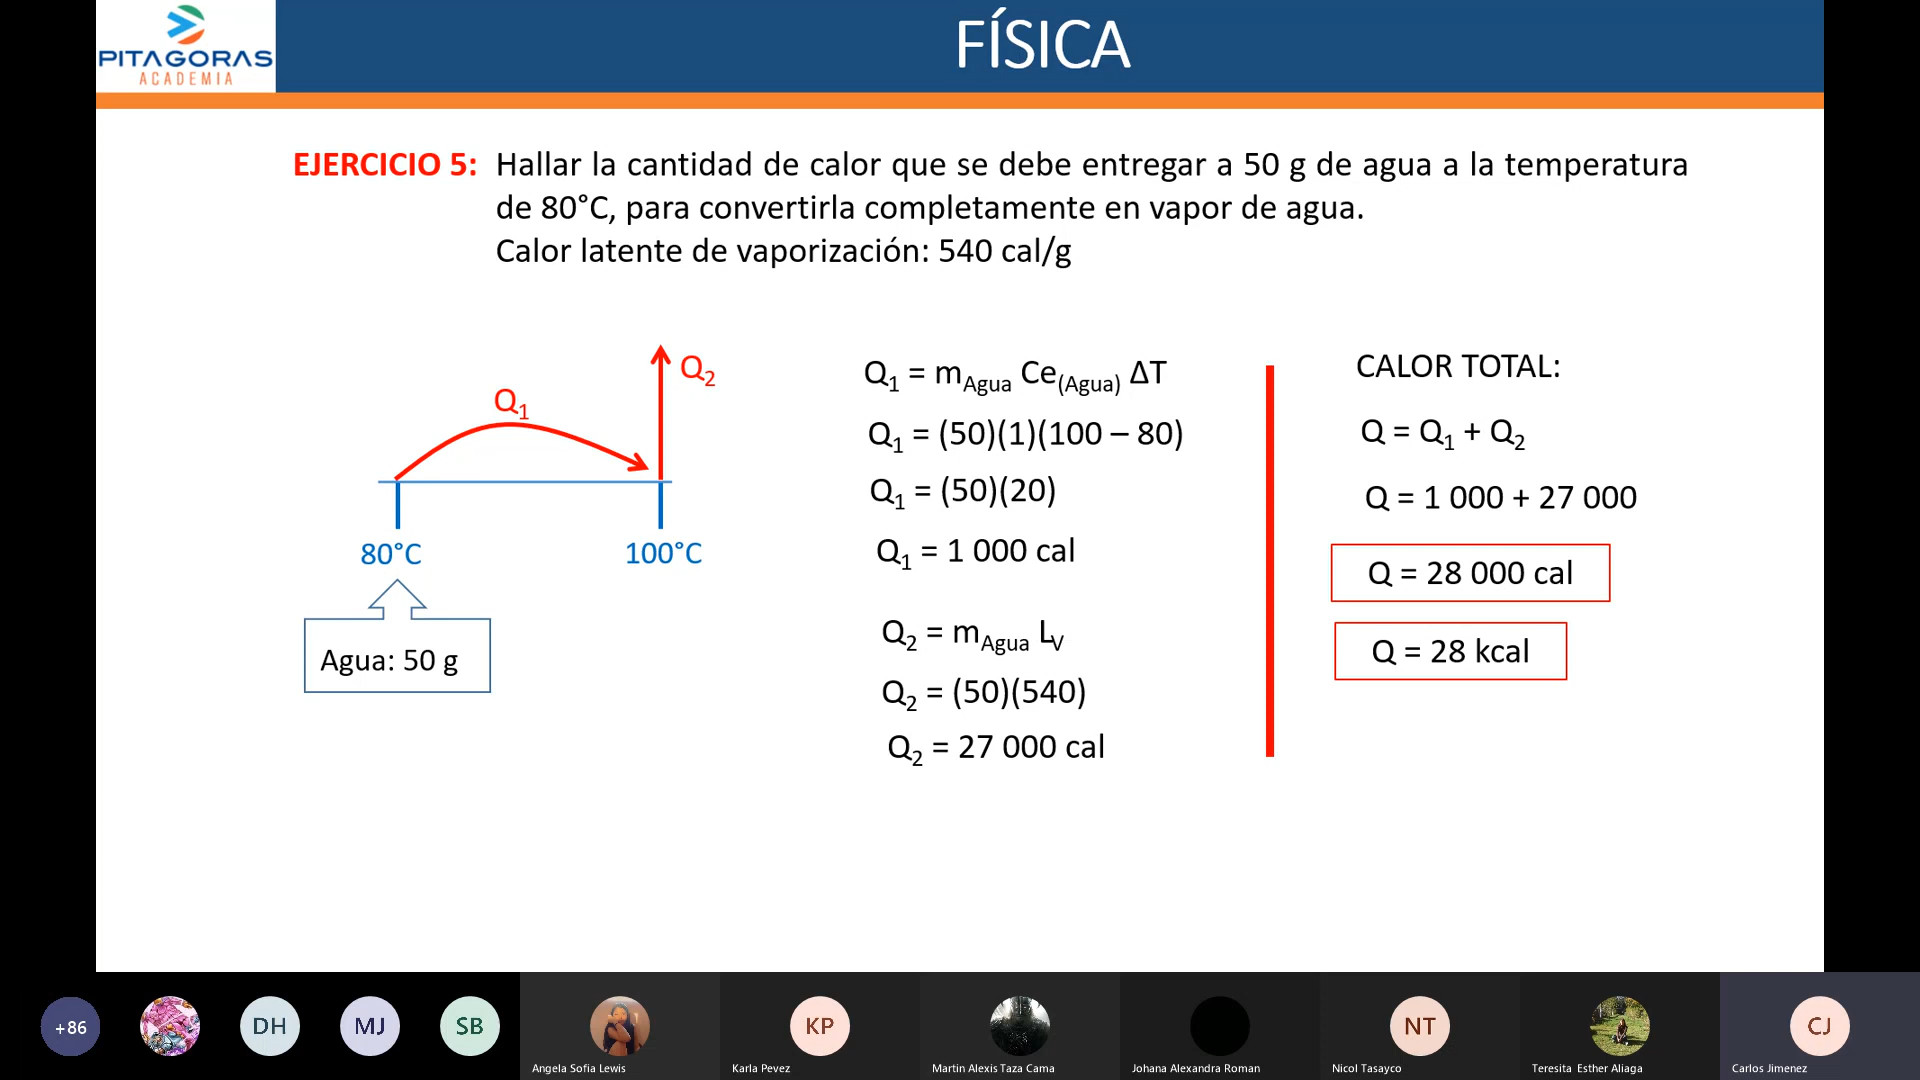 PITAGORAS
ACADEMIA
FÍSICA
EJERCICIO 5: Hallar la cantidad de calor que se debe entregar a 50 g de agua a la temperatura
de 80°C, para convertirla completamente en vapor de agua.
Calor latente de vaporización: 540 cal/g
Q1
Q2
80°C
100°C
Agua: 50 g
Q1 = mAgua Ce(Agua) ΔT
Q1 = (50)(1)(100 – 80)
Q1 = (50)(20)
Q1 = 1 000 cal
Q2 = mAgua LV
Q2 = (50)(540)
Q2 = 27 000 cal
CALOR TOTAL:
Q = Q1 + Q2
Q = 1 000 + 27 000
Q = 28 000 cal
Q = 28 kcal
+86
DH
MJ
SB
Angela Sofia Lewis
KP
Karla Pevez
Martin Alexis Taza Cama
Johana Alexandra Roman
NT
Nicol Tasayco
Teresita Esther Aliaga
CJ
Carlos Jimenez